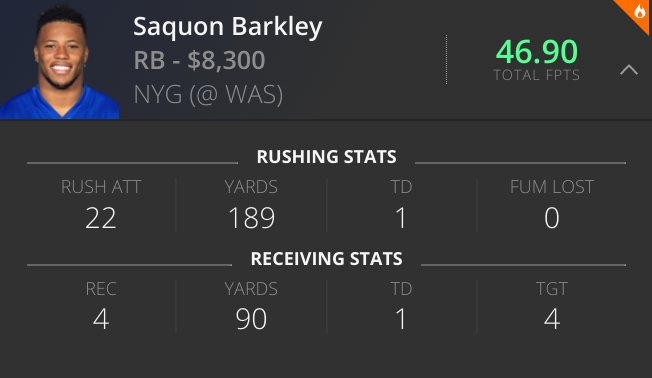 Saquon Barkley
RB - $8,300
NYG (@ WAS)
46.90
TOTAL FPTS
RUSHING STATS
RUSH ATT YARDS TD FUM LOST
22 189 1 0
RECEIVING STATS
REC YARDS TD TGT
4 90 1 4